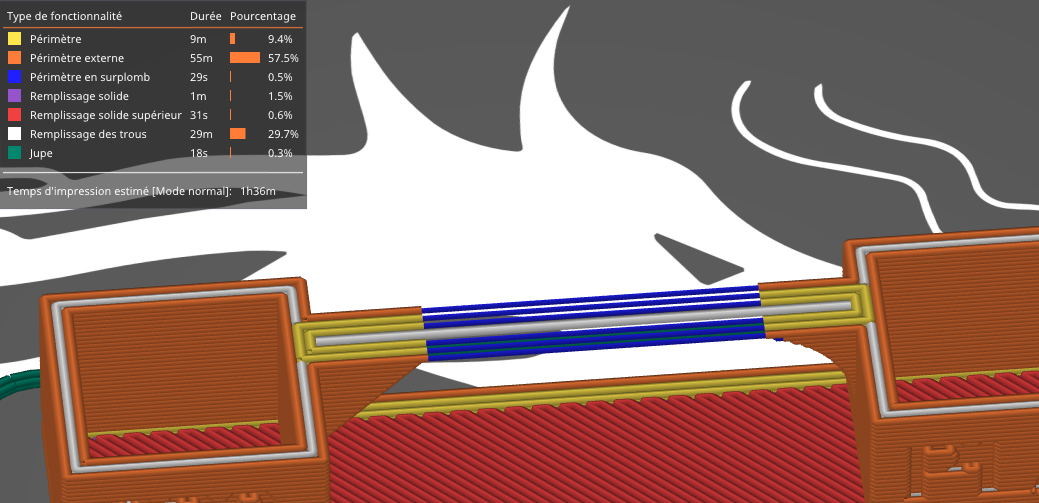 Type de fonctionnalité Durée Pourcentage
Périmètre 9m 9.4%
Périmètre externe 55m 57.5%
Périmètre en surplomb 29s 0.5%
Remplissage solide 1m 1.5%
Remplissage solide supérieur 31s 0.6%
Remplissage des trous 29m 29.7%
Jupe 18s 0.3%
Temps d'impression estimé [Mode normal]: 1h36m